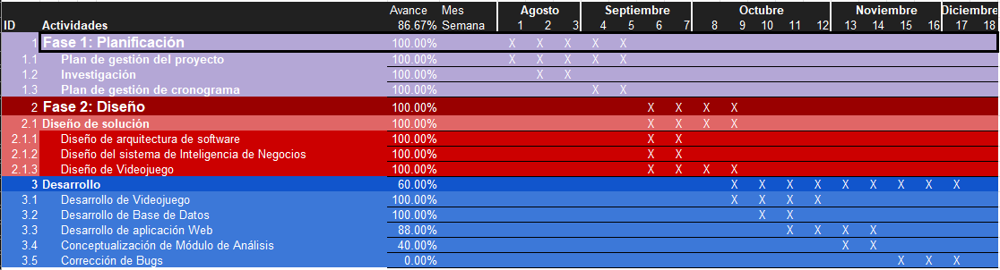 Avance Mes Agosto Septiembre Octubre Noviembre Diciembre
ID Actividades 86.67% Semana 1 2 3 4 5 6 7 8 9 10 11 12 13 14 15 16 17 18
1 Fase 1: Planificación 100.00% X X X X X
1.1 Plan de gestión del proyecto 100.00% X X X X X
1.2 Investigación 100.00% X X
1.3 Plan de gestión de cronograma 100.00% X X
2 Fase 2: Diseño 100.00% X X X X
2.1 Diseño de solución 100.00% X X X X
2.1.1 Diseño de arquitectura de software 100.00% X X
2.1.2 Diseño del sistema de Inteligencia de Negocios 100.00% X X
2.1.3 Diseño de Videojuego 100.00% X X X X
3 Desarrollo 60.00% X X X X X X X X X
3.1 Desarrollo de Videojuego 100.00% X X X X
3.2 Desarrollo de Base de Datos 100.00% X X
3.3 Desarrollo de aplicación Web 88.00% X X X X
3.4 Conceptualización de Módulo de Análisis 40.00% X X
3.5 Corrección de Bugs 0.00% X X X